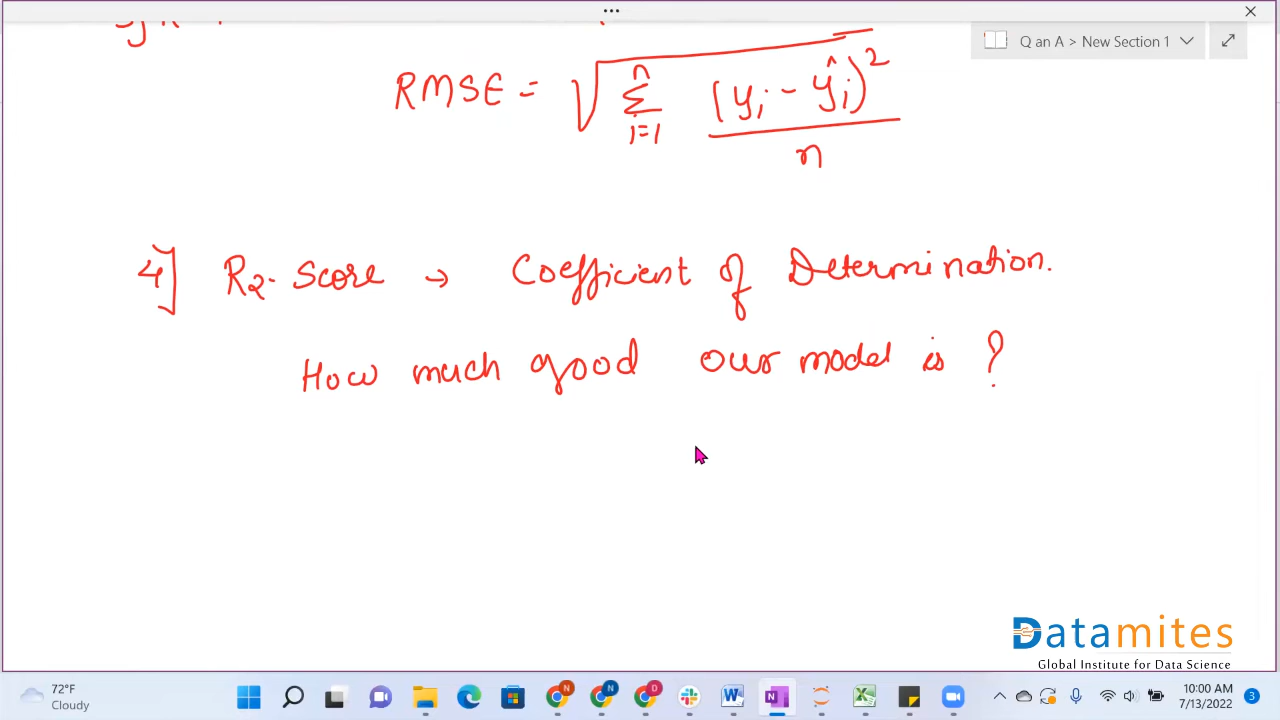 Q an A > New Section 1
RMSE = √ n Σ i=1 (yi - ŷi)² / n
4] R2-Score → Coefficient of Determination.
How much good our model is ?
Datamites
Global Institute for Data Science
72°F
Cloudy
N N D
10:00 AM
7/13/2022
3